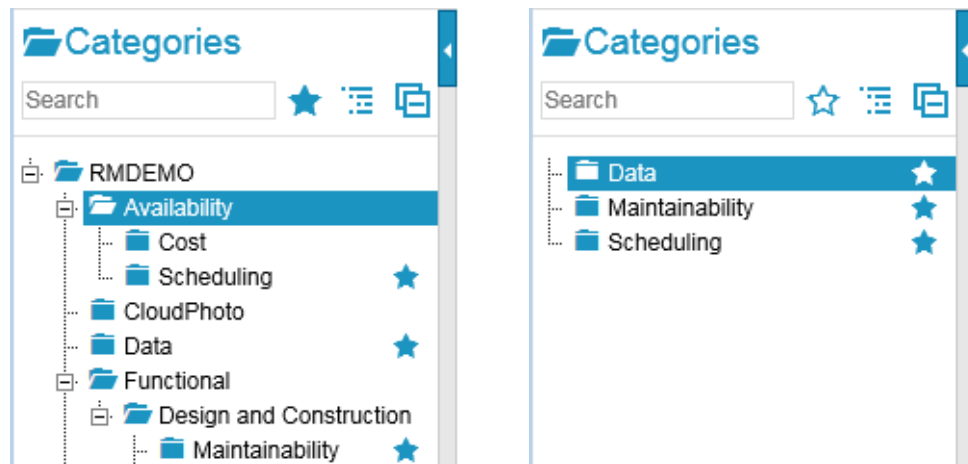 Categories
Search
RMDEMO
Availability
Cost
Scheduling
CloudPhoto
Data
Functional
Design and Construction
Maintainability
Categories
Search
Data
Maintainability
Scheduling